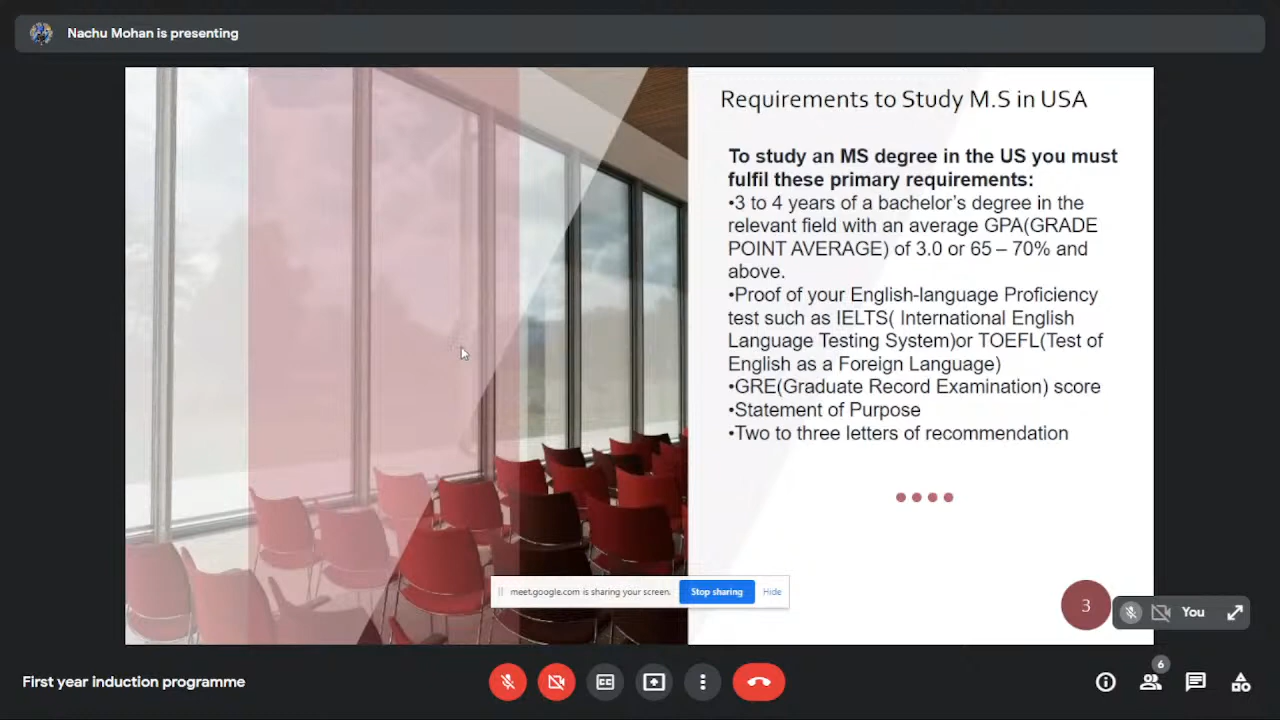 Nachu Mohan is presenting
Requirements to Study M.S in USA
To study an MS degree in the US you must
fulfil these primary requirements:
•3 to 4 years of a bachelor’s degree in the
relevant field with an average GPA(GRADE
POINT AVERAGE) of 3.0 or 65 – 70% and
above.
•Proof of your English-language Proficiency
test such as IELTS( International English
Language Testing System)or TOEFL(Test of
English as a Foreign Language)
•GRE(Graduate Record Examination) score
•Statement of Purpose
•Two to three letters of recommendation
meet.google.com is sharing your screen. Stop sharing Hide
3
You
First year induction programme
CC
6